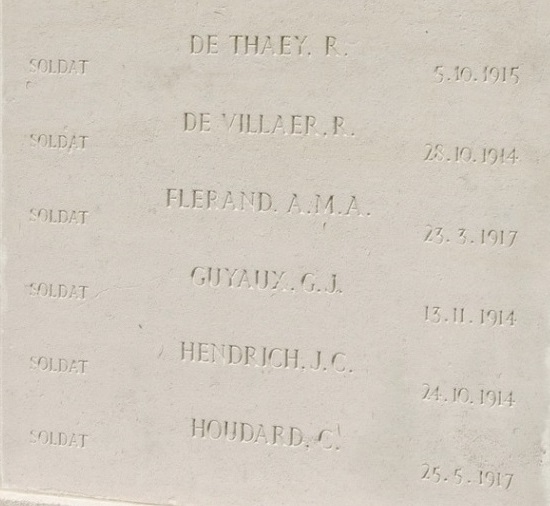 SOLDAT DE THAEY. R. 5.10.1915
SOLDAT DE VILLAER. R. 28.10.1914
SOLDAT FLERAND. A.M.A. 23.3.1917
SOLDAT GUYAUX. G.J. 13.11.1914
SOLDAT HENDRICH. J.C. 24.10.1914
SOLDAT HOUDARD, C. 25.5.1917